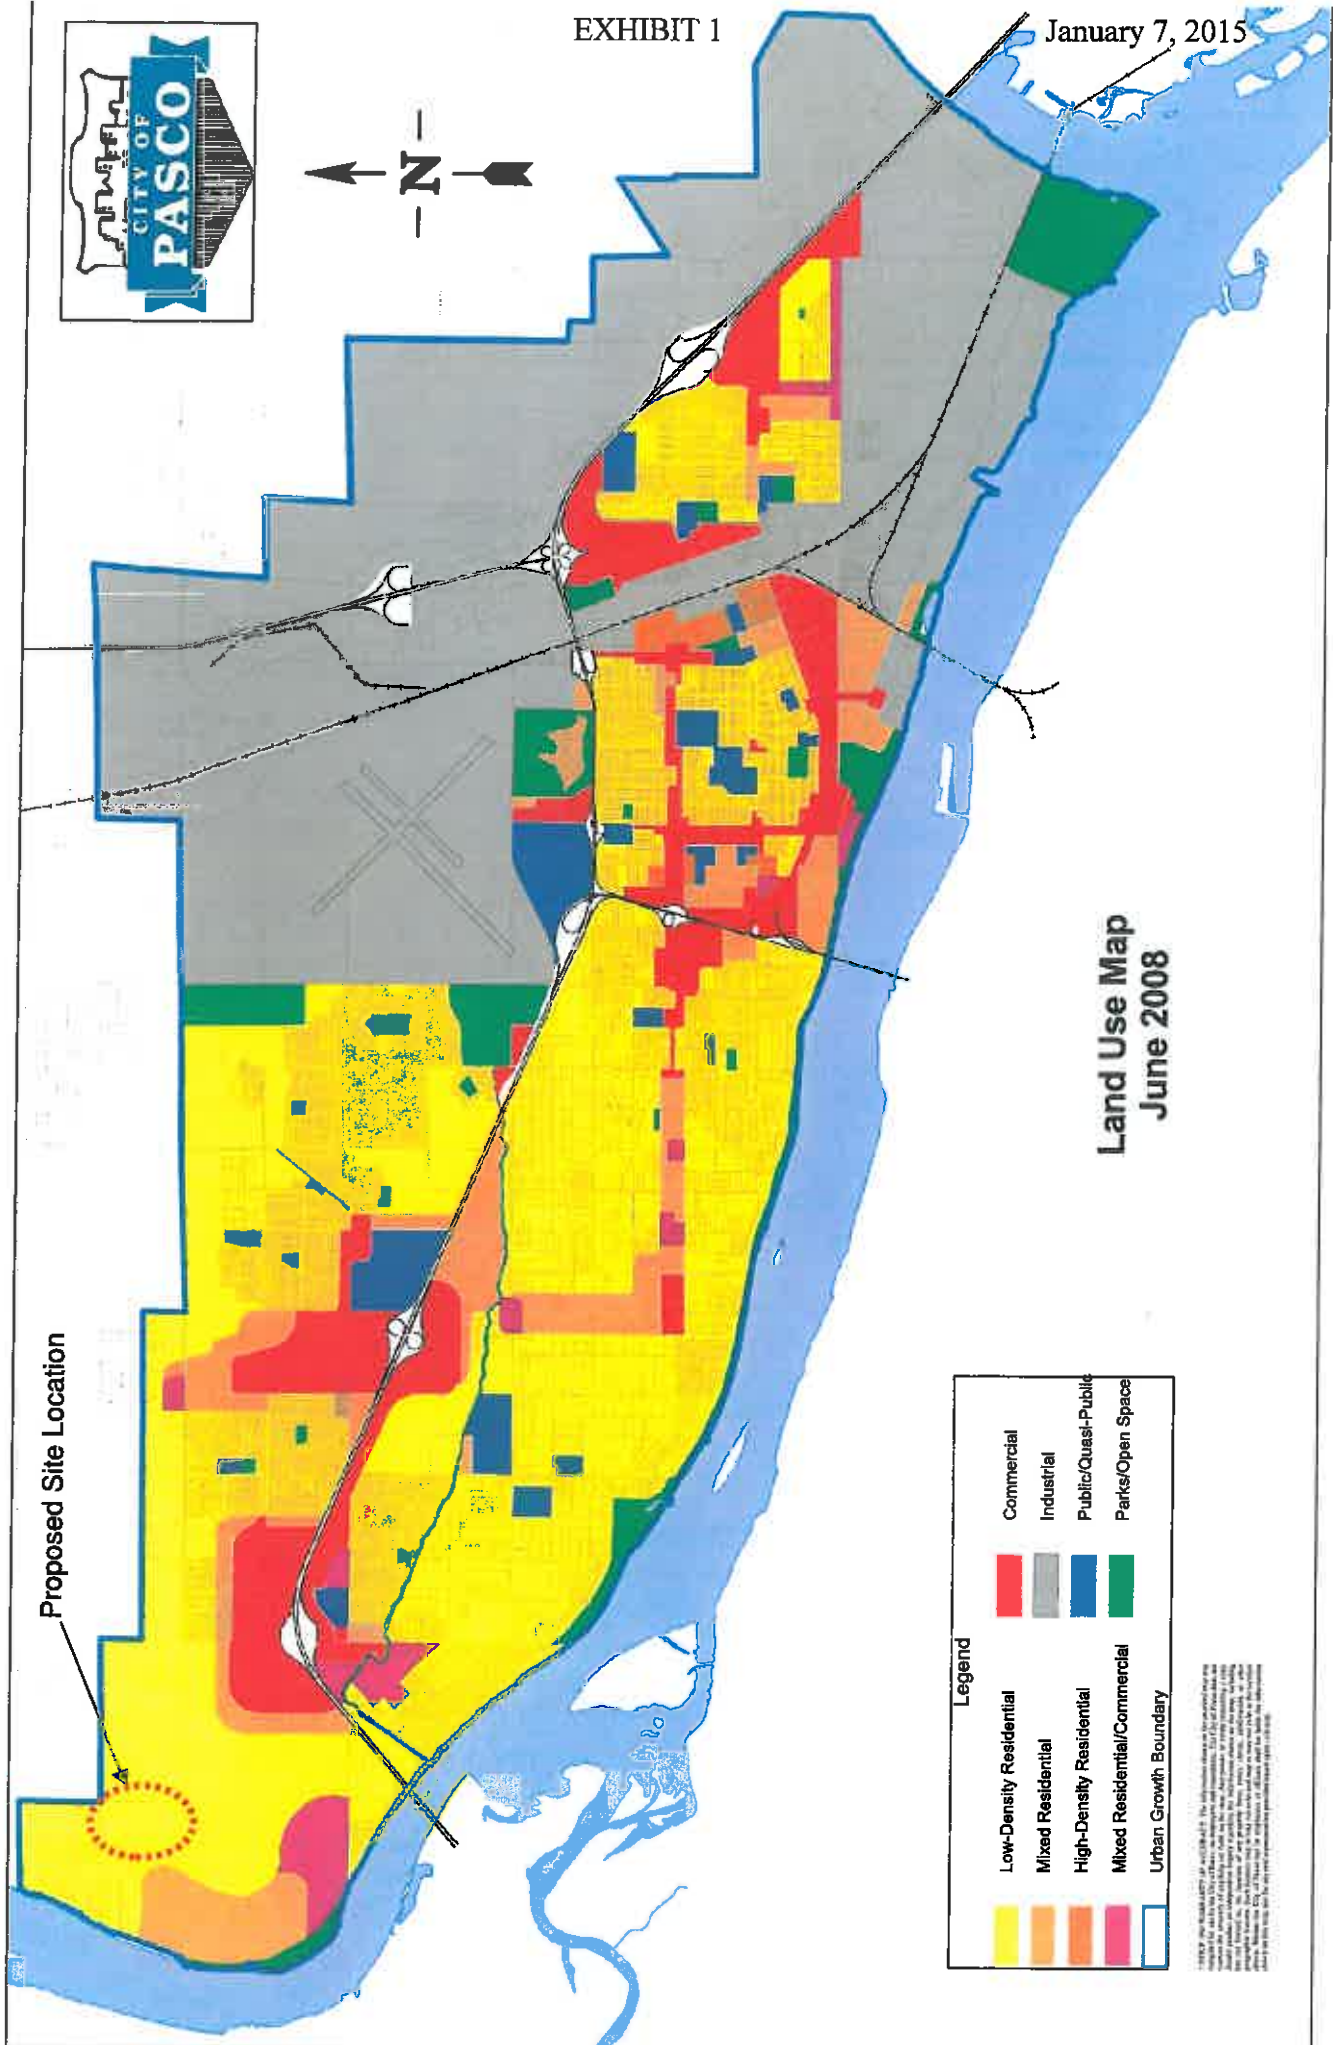 EXHIBIT 1
January 7, 2015
CITY OF
PASCO
N
Proposed Site Location
Land Use Map
June 2008
Legend
Low-Density Residential
Mixed Residential
High-Density Residential
Mixed Residential/Commercial
Urban Growth Boundary
Commercial
Industrial
Public/Quasi-Public
Parks/Open Space